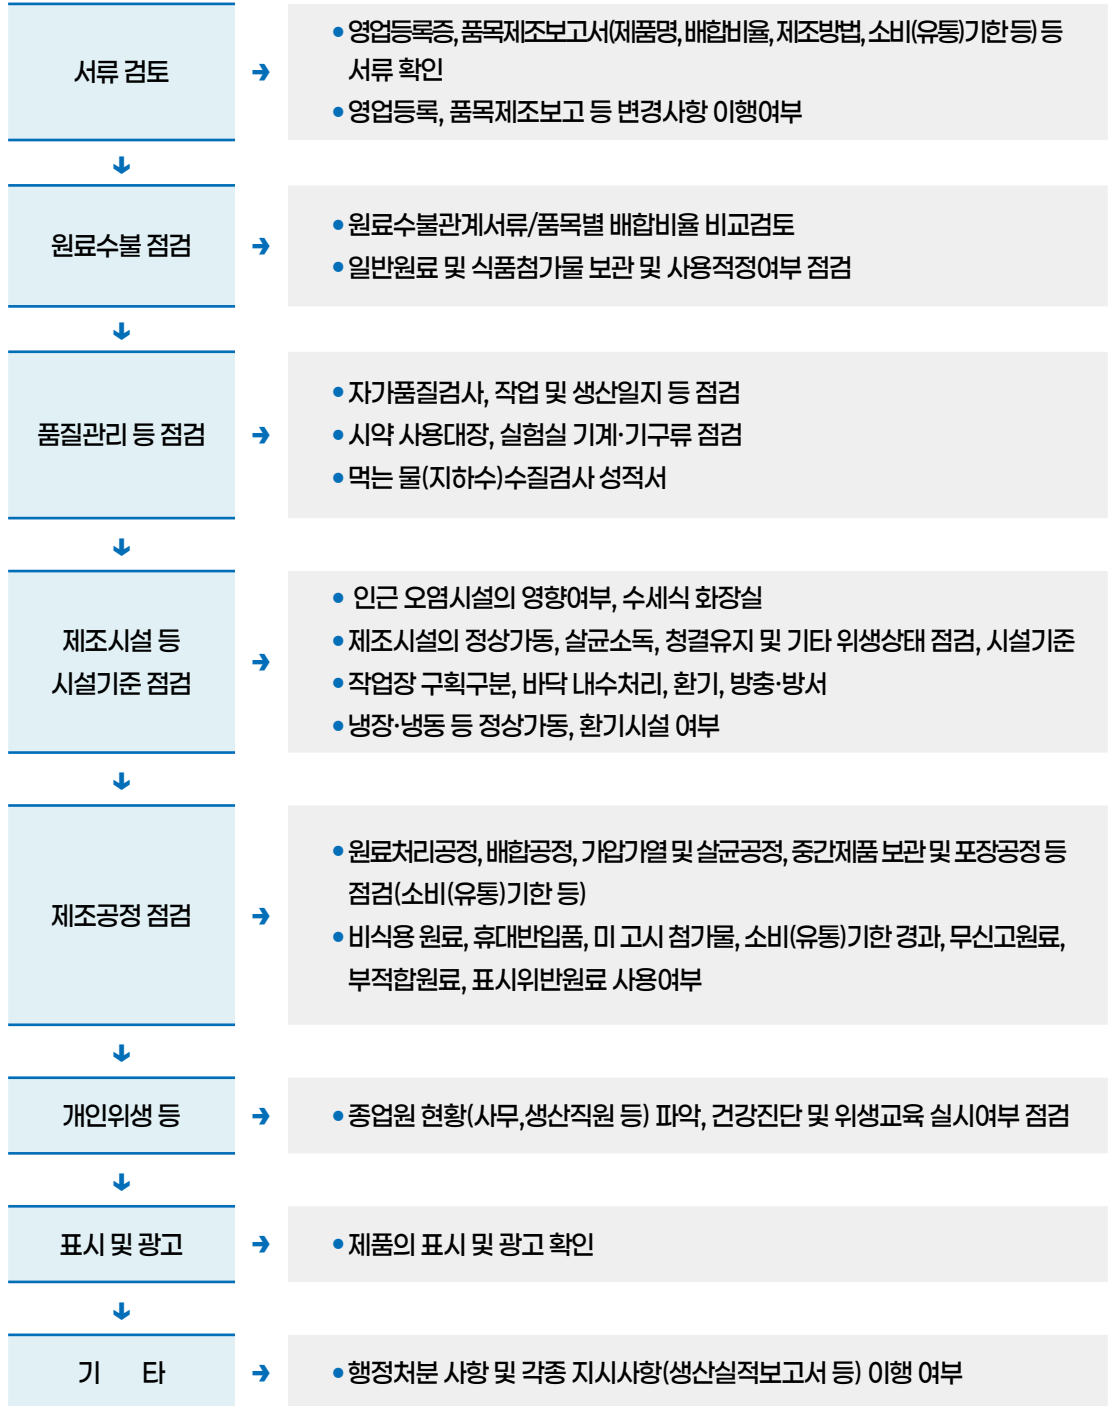 서류 검토
• 영업등록증, 품목제조보고서(제품명, 배합비율, 제조방법, 소비(유통)기한 등) 등
서류 확인
• 영업등록, 품목제조보고 등 변경사항 이행여부
원료수불 점검
• 원료수불관계서류/품목별 배합비율 비교검토
• 일반원료 및 식품첨가물 보관 및 사용적정여부 점검
품질관리 등 점검
• 자가품질검사, 작업 및 생산일지 등 점검
• 시약 사용대장, 실험실 기계·기구류 점검
• 먹는 물(지하수)수질검사 성적서
제조시설 등
시설기준 점검
• 인근 오염시설의 영향여부, 수세식 화장실
• 제조시설의 정상가동, 살균소독, 청결유지 및 기타 위생상태 점검, 시설기준
• 작업장 구획구분, 바닥 내수처리, 환기, 방충·방서
• 냉장·냉동 등 정상가동, 환기시설 여부
제조공정 점검
• 원료처리공정, 배합공정, 가압가열 및 살균공정, 중간제품 보관 및 포장공정 등
점검(소비(유통)기한 등)
• 비식용 원료, 휴대반입품, 미 고시 첨가물, 소비(유통)기한 경과, 무신고원료,
부적합원료, 표시위반원료 사용여부
개인위생 등
• 종업원 현황(사무,생산직원 등) 파악, 건강진단 및 위생교육 실시여부 점검
표시 및 광고
• 제품의 표시 및 광고 확인
기 타
• 행정처분 사항 및 각종 지시사항(생산실적보고서 등) 이행 여부